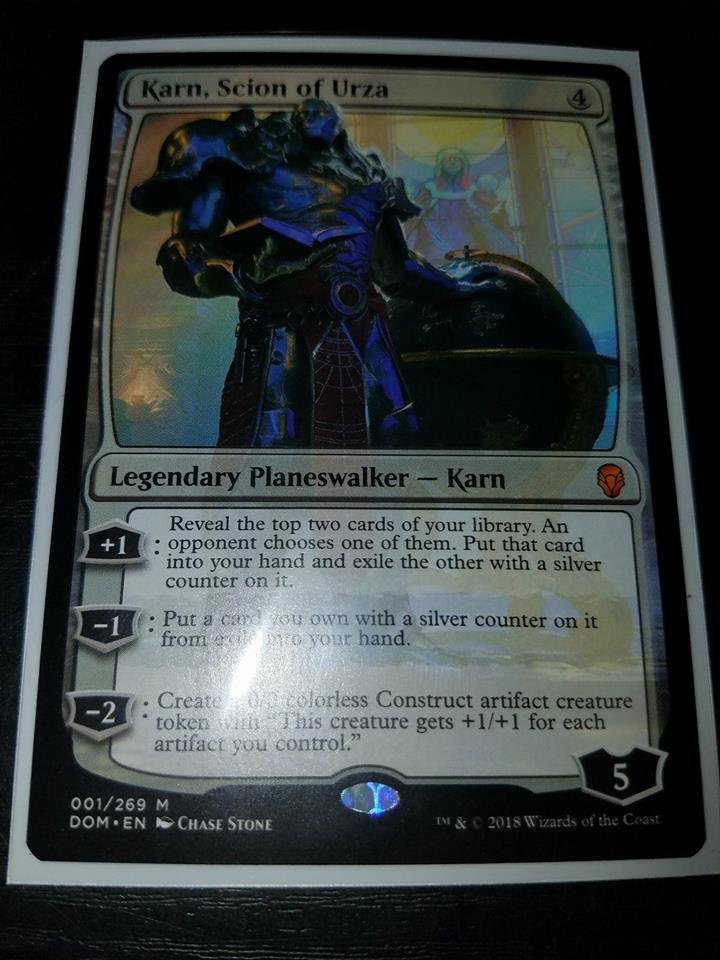 Karn, Scion of Urza
4
Legendary Planeswalker — Karn
+1
: Reveal the top two cards of your library. An
opponent chooses one of them. Put that card
into your hand and exile the other with a silver
counter on it.
−1
: Put a card you own with a silver counter on it
from exile into your hand.
−2
: Create a 0/0 colorless Construct artifact creature
token with “This creature gets +1/+1 for each
artifact you control.”
5
001/269 M
DOM • EN CHASE STONE
™ & © 2018 Wizards of the Coast